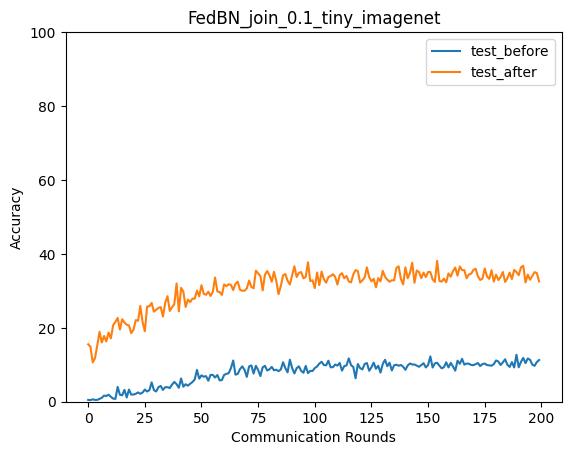 FedBN_join_0.1_tiny_imagenet
100
80
60
40
20
0
Accuracy
test_before
test_after
0 25 50 75 100 125 150 175 200
Communication Rounds